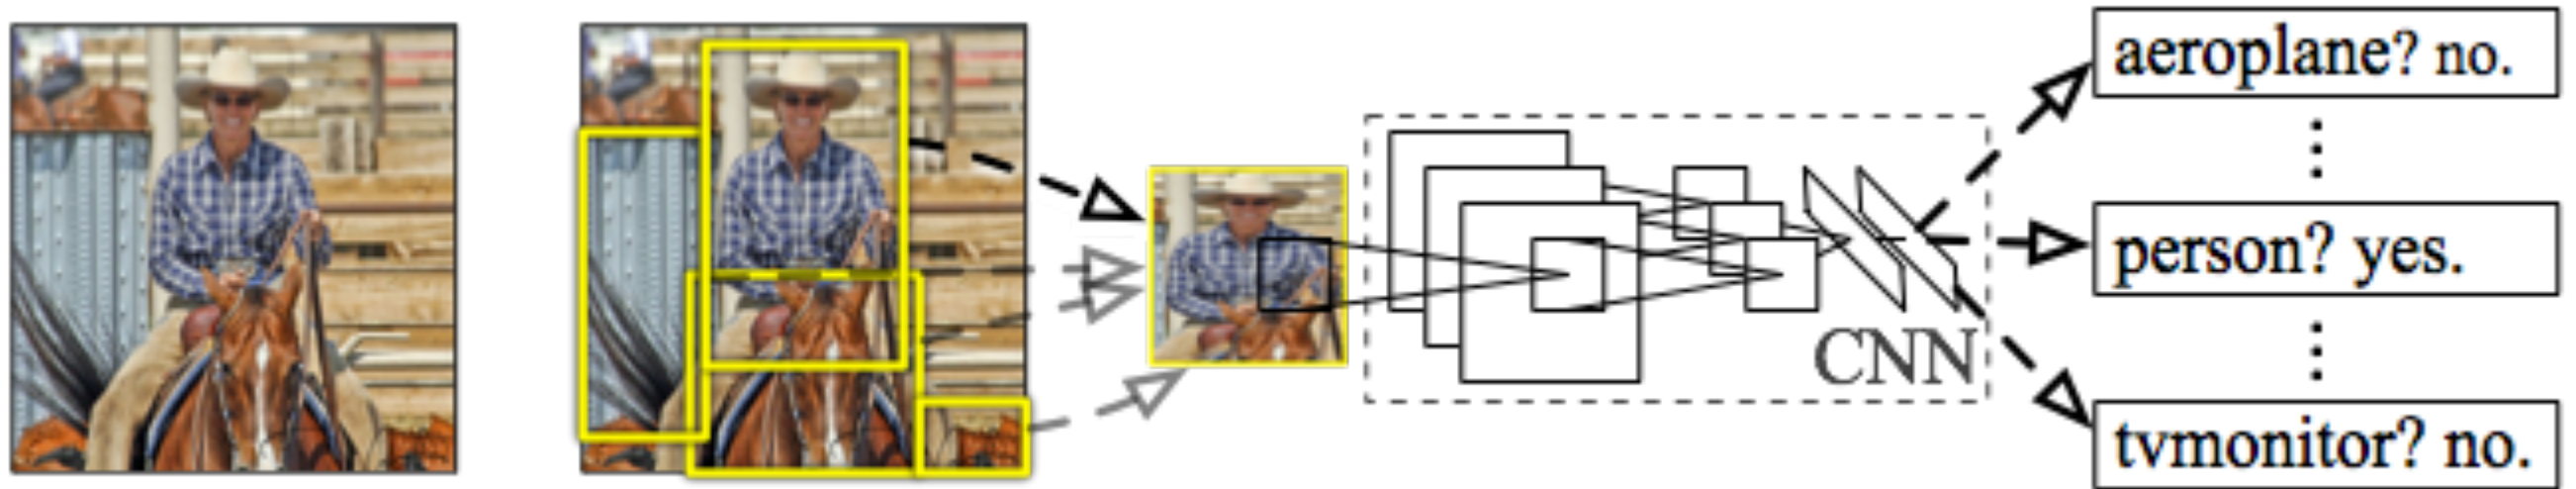 aeroplane? no.
person? yes.
CNN
tvmonitor? no.